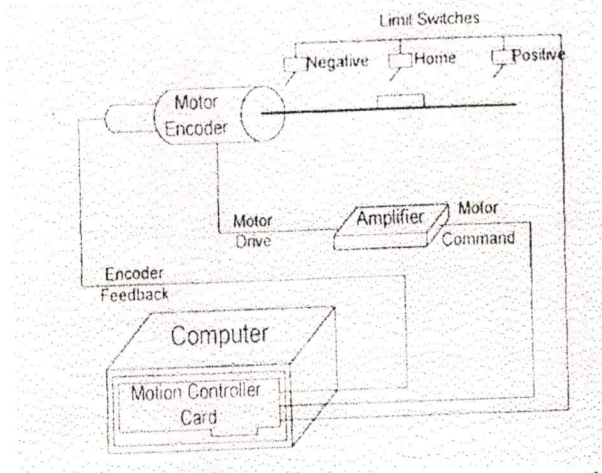 Limit Switches
Negative
Home
Positive
Motor
Encoder
Amplifier
Motor
Command
Motor
Drive
Encoder
Feedback
Computer
Motion Controller
Card